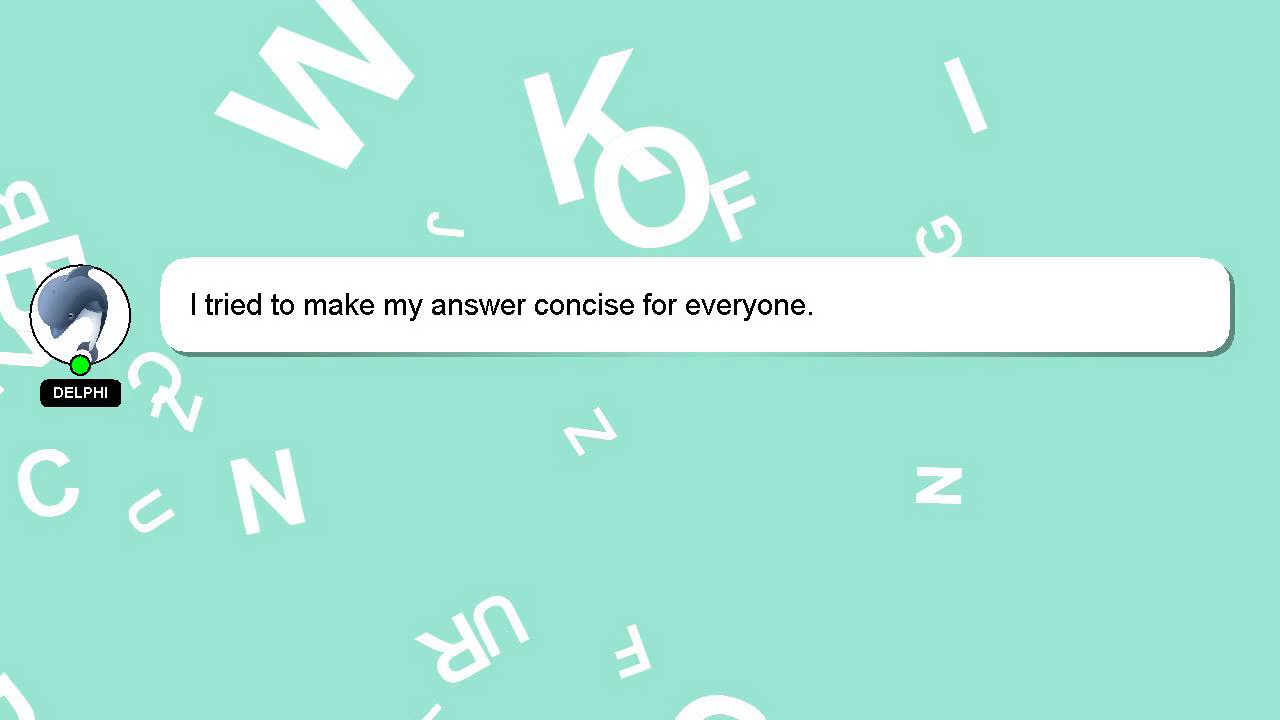 W
K
O
F
I
J
G
I tried to make my answer concise for everyone.
DELPHI
C
Z
C
U
N
Z
N
U
R
F